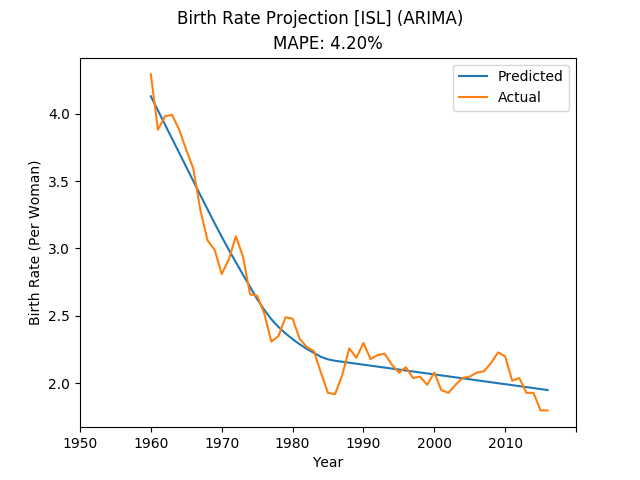 Birth Rate Projection [ISL] (ARIMA)
MAPE: 4.20%
Predicted
Actual
4.0
3.5
3.0
2.5
2.0
Birth Rate (Per Woman)
1950 1960 1970 1980 1990 2000 2010
Year